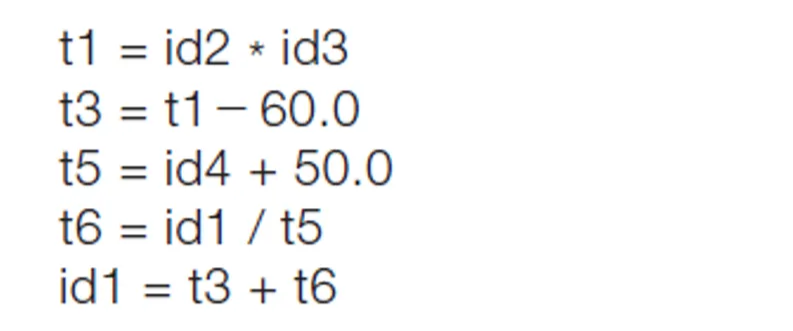 t1 = id2 * id3
t3 = t1 – 60.0
t5 = id4 + 50.0
t6 = id1 / t5
id1 = t3 + t6